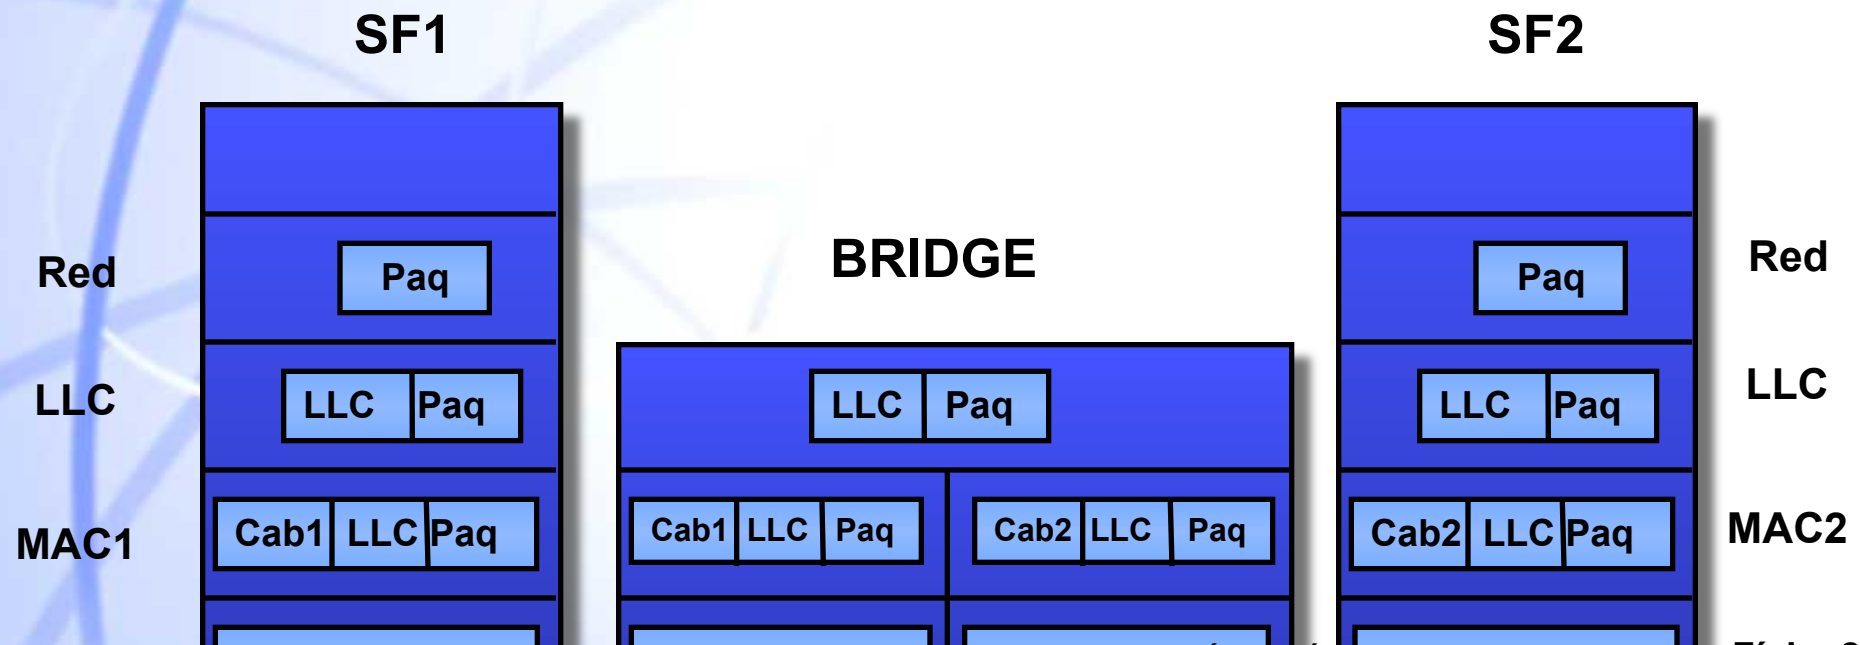 SF1
SF2
BRIDGE
Red
Paq
Paq
Red
LLC
LLC Paq
LLC Paq
LLC Paq
LLC
MAC1
Cab1 LLC Paq
Cab1 LLC Paq
Cab2 LLC Paq
Cab2 LLC Paq
MAC2